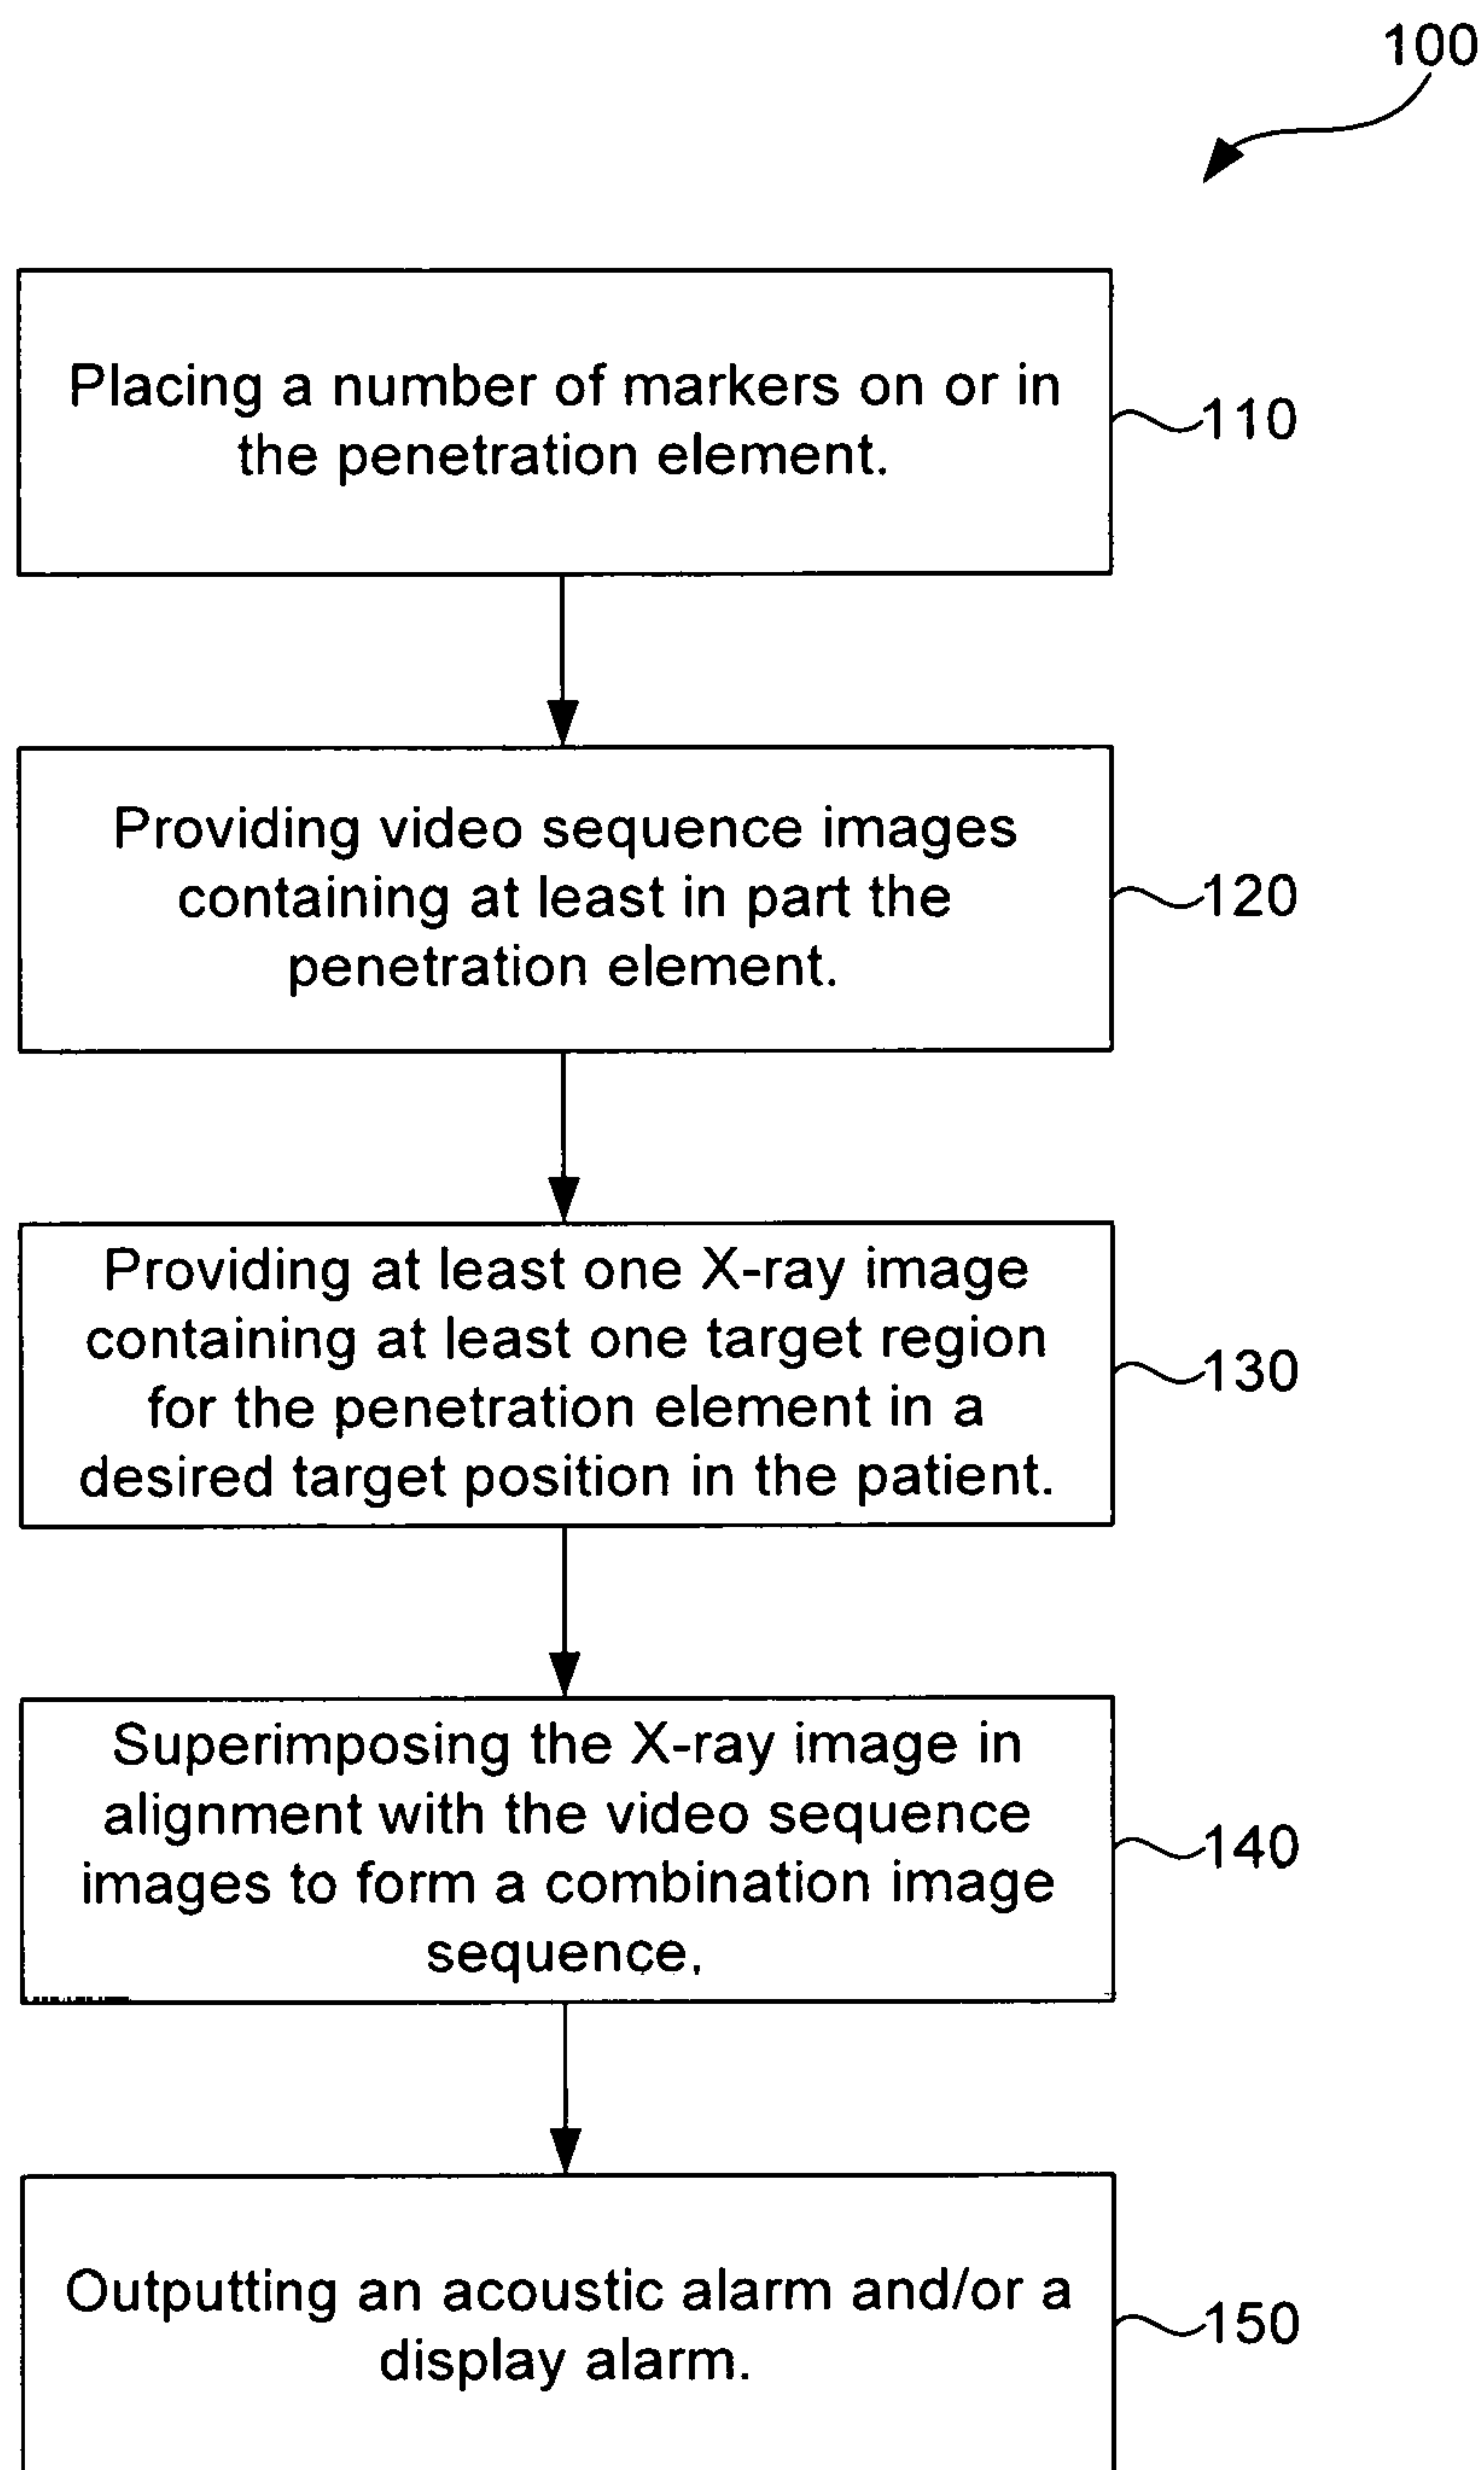 100
Placing a number of markers on or in
the penetration element.
110
Providing video sequence images
containing at least in part the
penetration element.
120
Providing at least one X-ray image
containing at least one target region
for the penetration element in a
desired target position in the patient.
130
Superimposing the X-ray image in
alignment with the video sequence
images to form a combination image
sequence.
140
Outputting an acoustic alarm and/or a
display alarm.
150